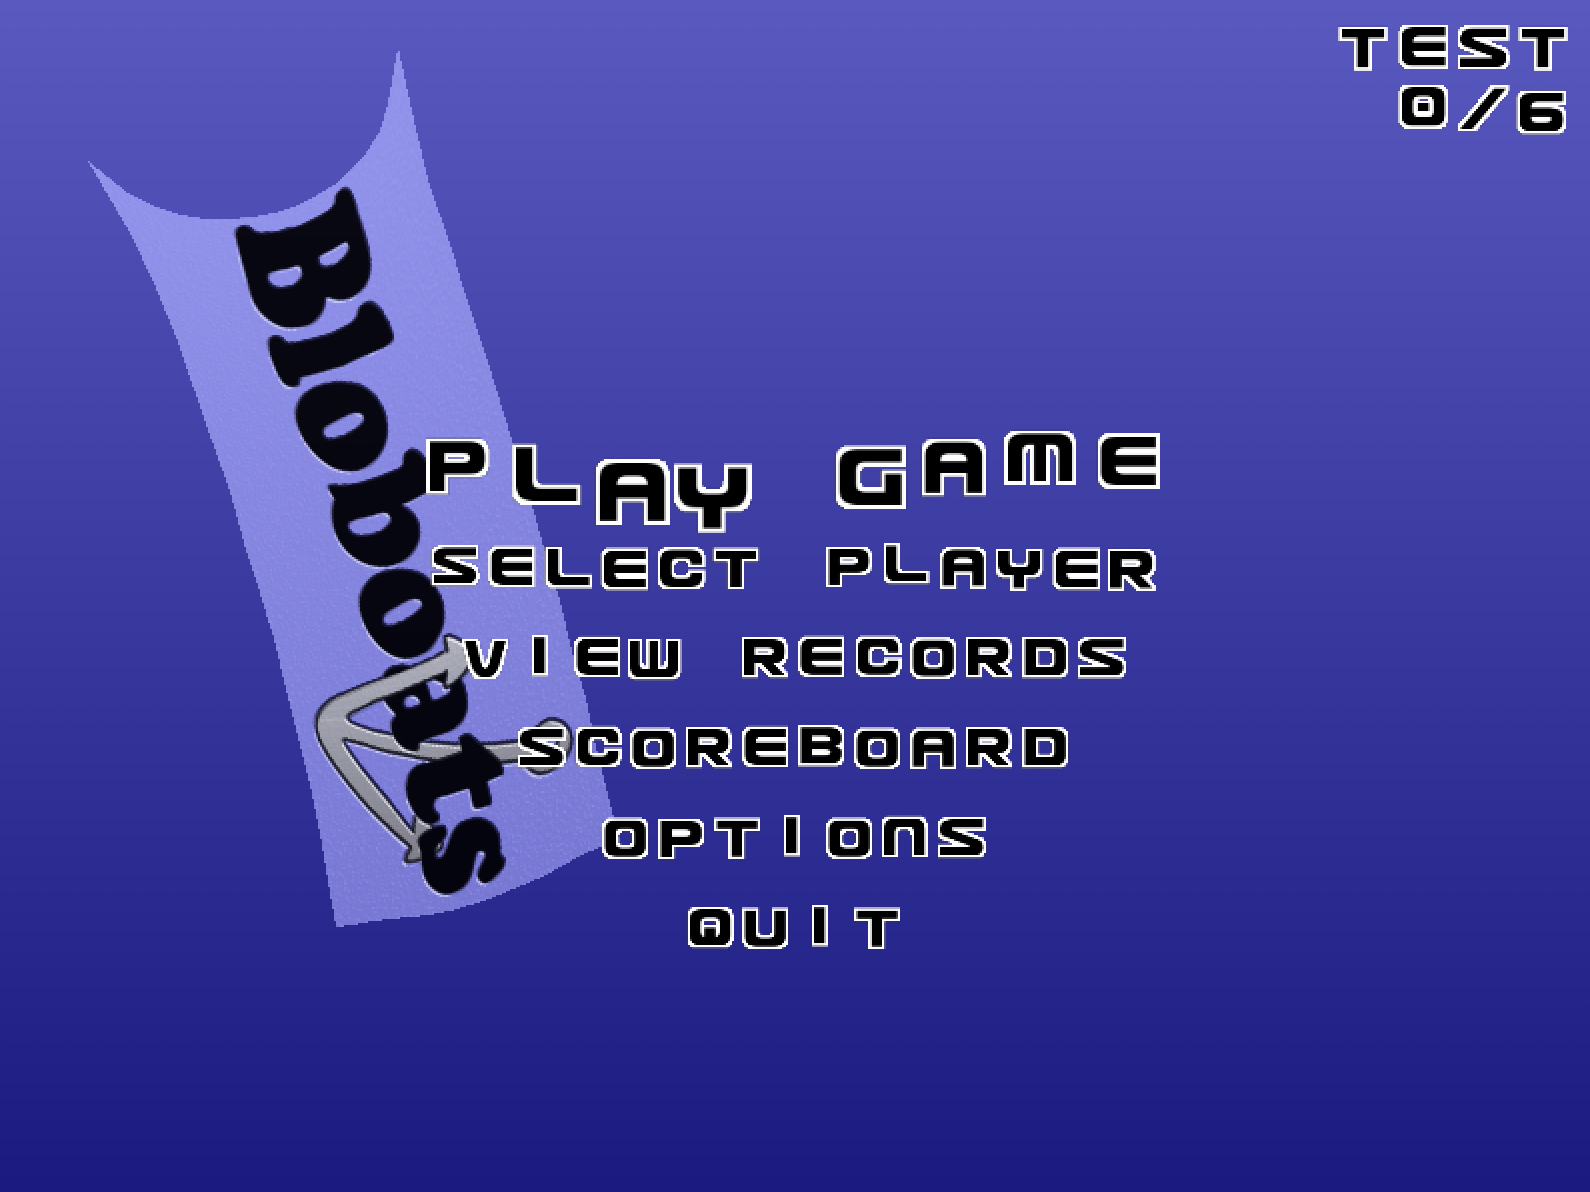 TEST
0/6
Bloboats
PLAY GAME
SELECT PLAYER
VIEW RECORDS
SCOREBOARD
OPTIONS
QUIT